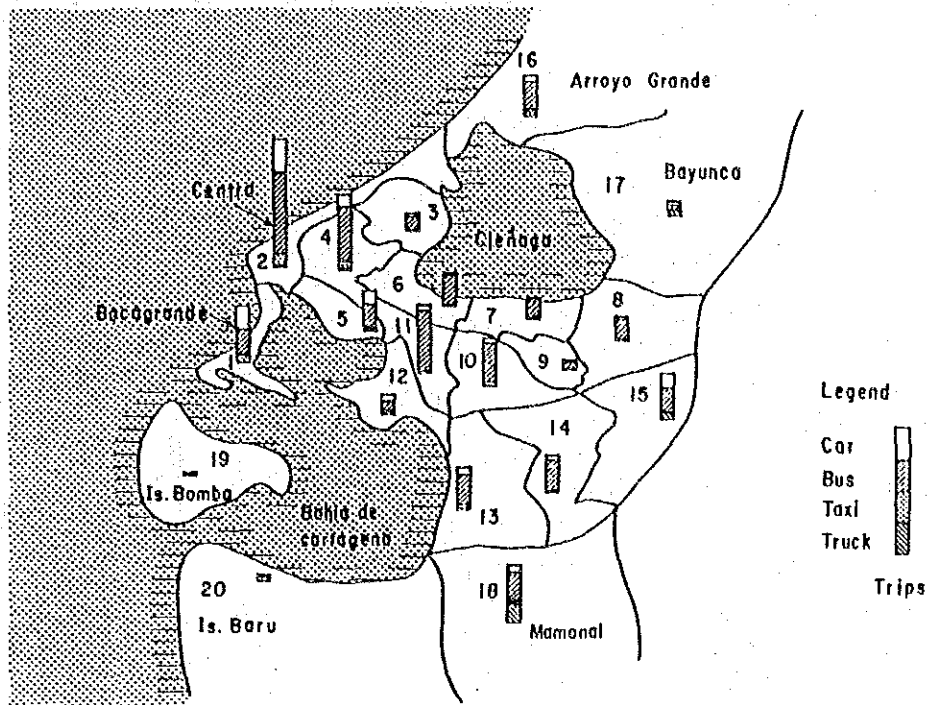 16
Arroyo Grande
17
Bayunca
Centro
3
4
Cieñaga
2
6
8
Bocagrande
5
11
7
1
10
9
12
15
Legend
14
Car
19
Is. Bomba
Bus
Bahia de
cartagena
13
Taxi
Truck
20
18
Trips
Is. Baru
Mamonal